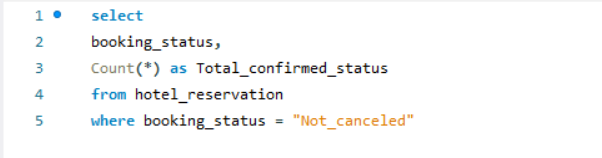 1 select
2 booking_status,
3 Count(*) as Total_confirmed_status
4 from hotel_reservation
5 where booking_status = "Not_canceled"